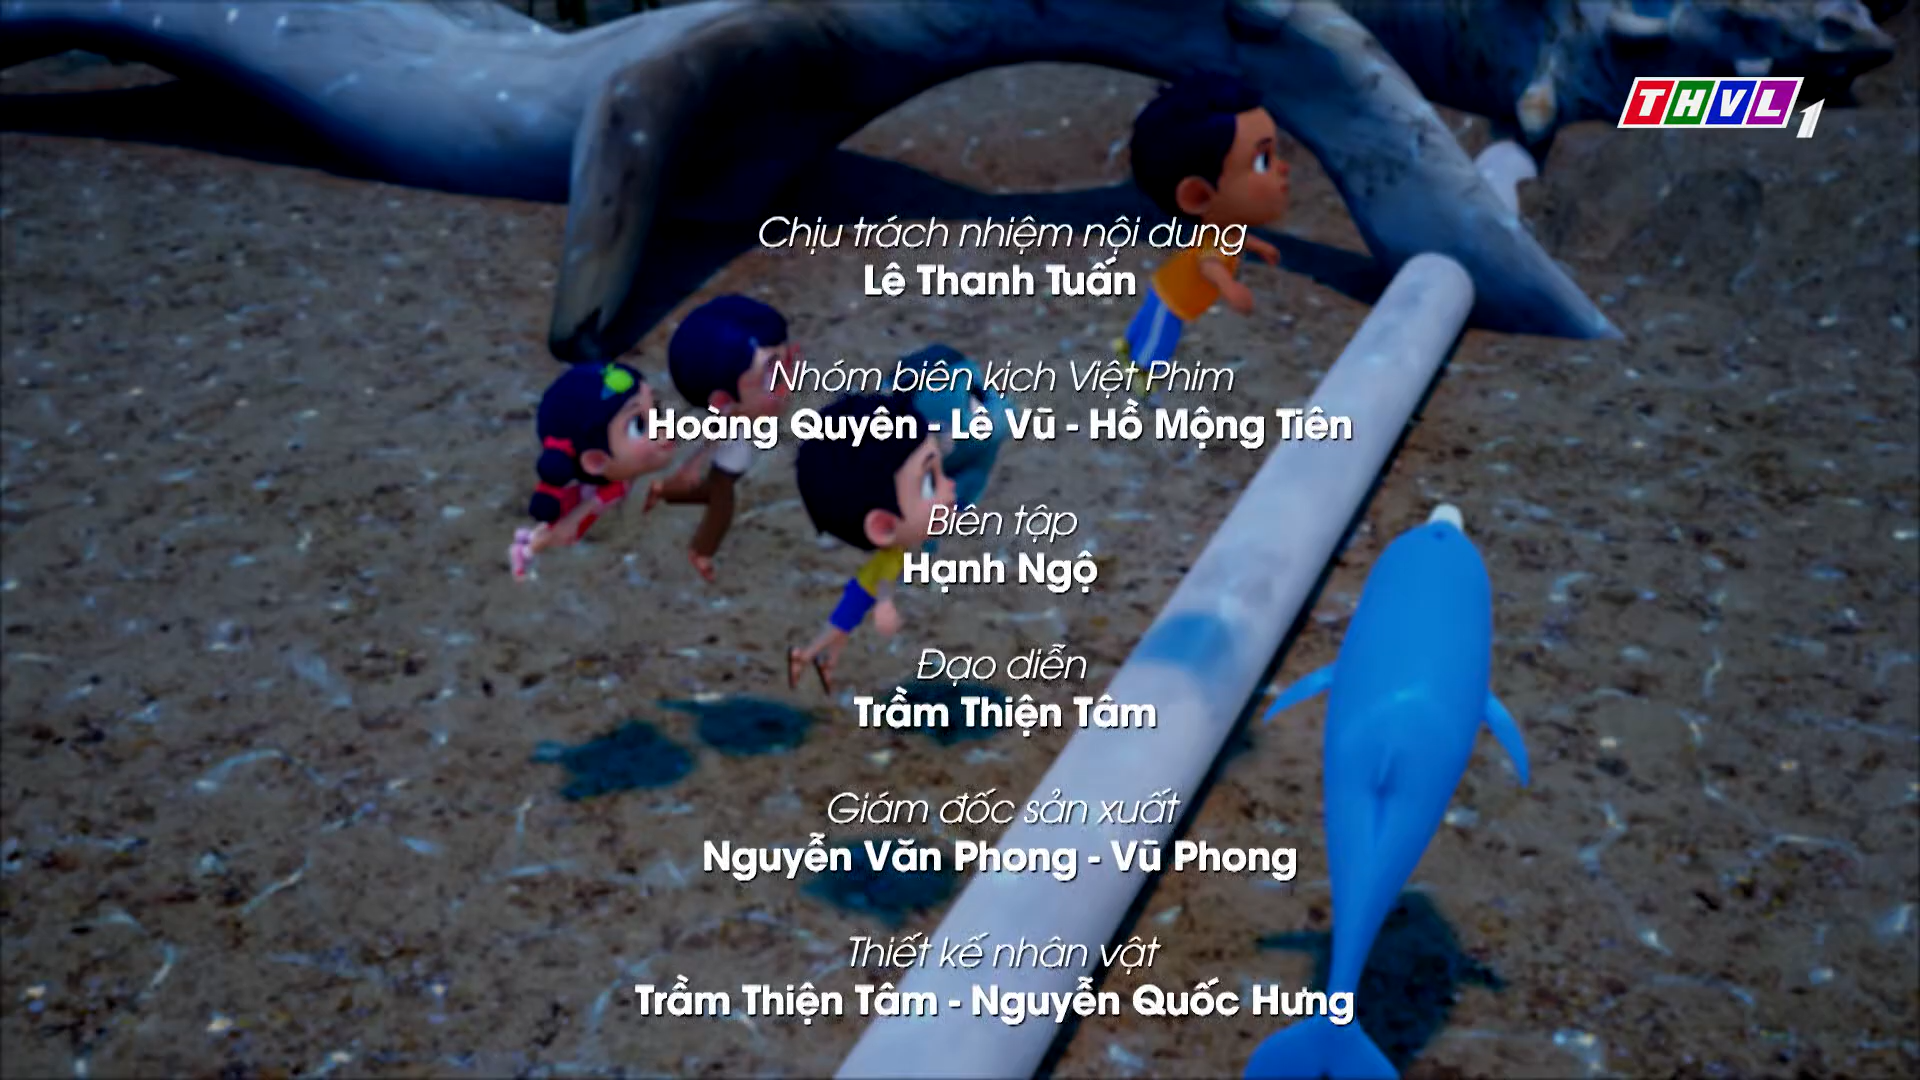 THVL 1
Chịu trách nhiệm nội dung
Lê Thanh Tuấn
Nhóm biên kịch Việt Phim
Hoàng Quyên - Lê Vũ - Hồ Mộng Tiên
Biên tập
Hạnh Ngộ
Đạo diễn
Trầm Thiện Tâm
Giám đốc sản xuất
Nguyễn Văn Phong - Vũ Phong
Thiết kế nhân vật
Trầm Thiện Tâm - Nguyễn Quốc Hưng